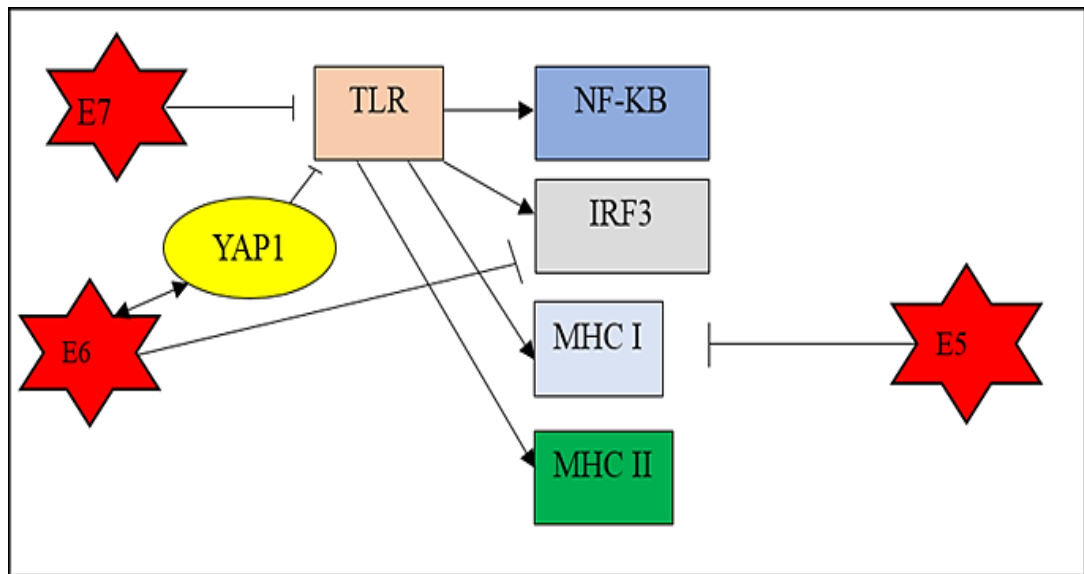 E7
TLR
NF-KB
IRF3
YAP1
E6
MHC I
E5
MHC II